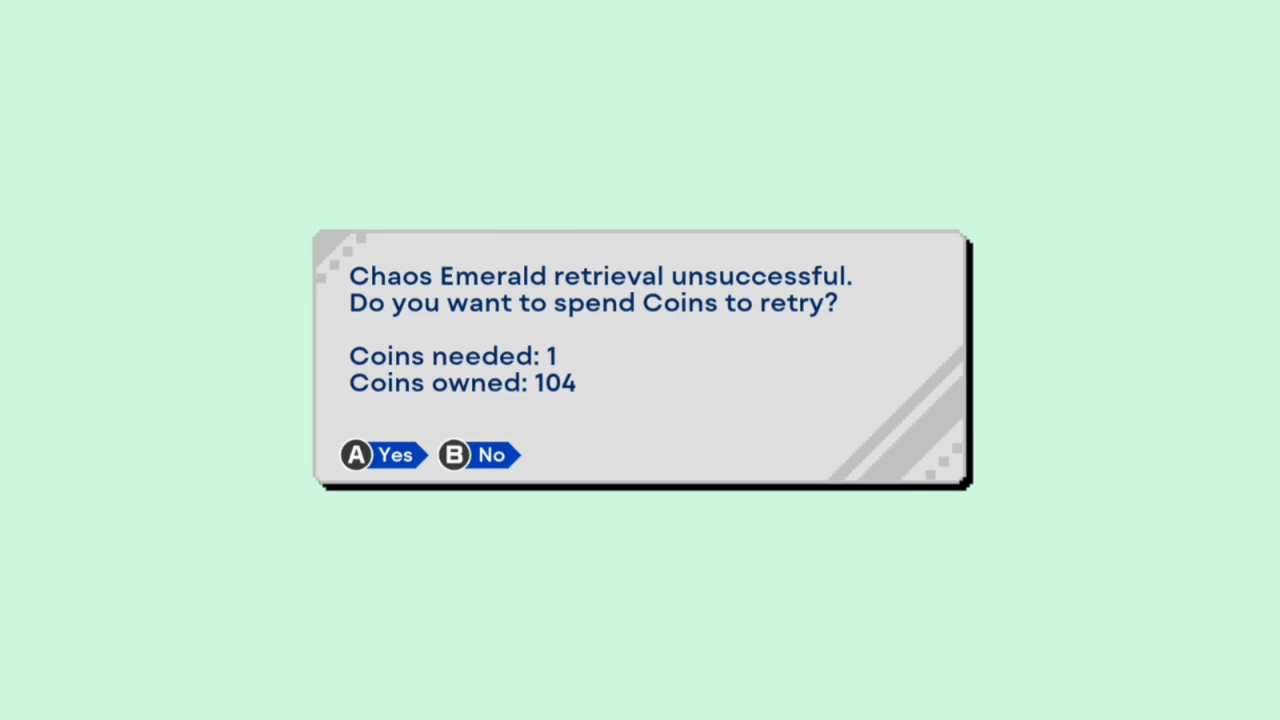 Chaos Emerald retrieval unsuccessful.
Do you want to spend Coins to retry?
Coins needed: 1
Coins owned: 104
A Yes B No